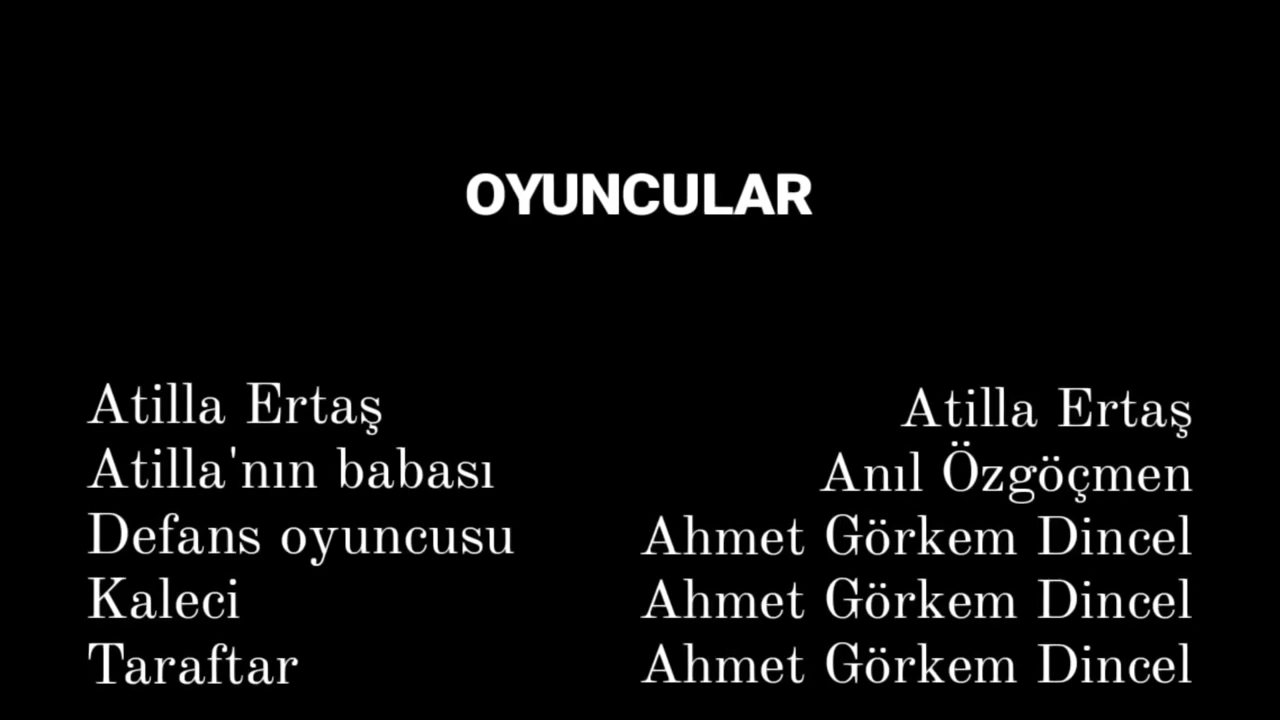 OYUNCULAR
Atilla Ertaş Atilla Ertaş
Atilla'nın babası Anıl Özgöçmen
Defans oyuncusu Ahmet Görkem Dincel
Kaleci Ahmet Görkem Dincel
Taraftar Ahmet Görkem Dincel